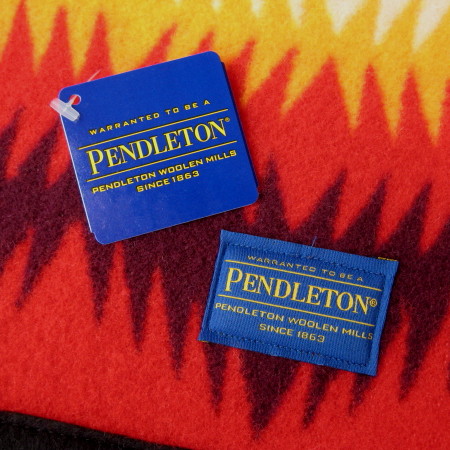 WARRANTED TO BE A
PENDLETON®
PENDLETON WOOLEN MILLS
SINCE 1863
WARRANTED TO BE A
PENDLETON®
PENDLETON WOOLEN MILLS
SINCE 1863